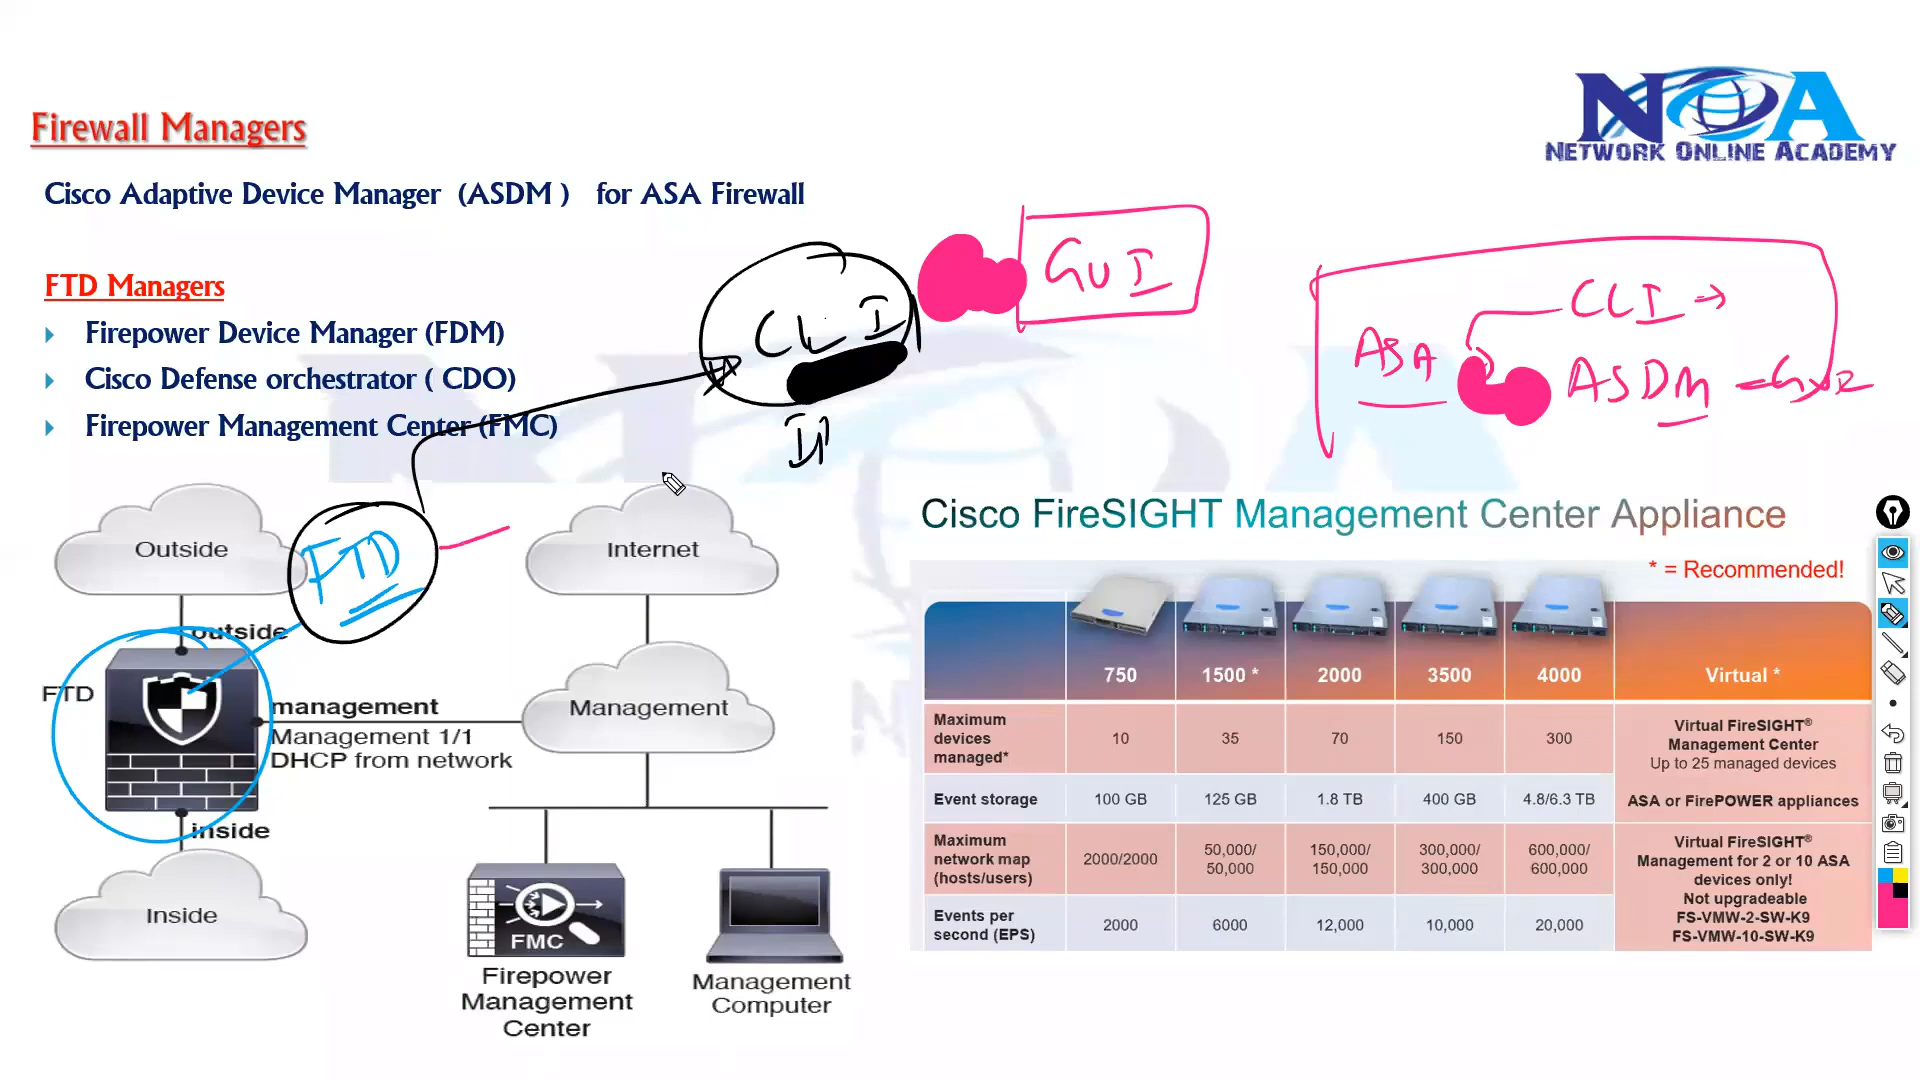 NOA
NETWORK ONLINE ACADEMY
Firewall Managers
Cisco Adaptive Device Manager (ASDM ) for ASA Firewall
FTD Managers
Firepower Device Manager (FDM)
Cisco Defense orchestrator ( CDO)
Firepower Management Center (FMC)
CLI
GUI
ASA
CLI
ASDM
FTD
Outside
outside
FTD
management
Management 1/1
DHCP from network
inside
Inside
Internet
Management
FMC
Firepower
Management
Center
Management
Computer
Cisco FireSIGHT Management Center Appliance
* = Recommended!
750 1500 * 2000 3500 4000 Virtual *
Maximum devices managed* 10 35 70 150 300
Virtual FireSIGHT® Management Center
Up to 25 managed devices
ASA or FirePOWER appliances
Event storage 100 GB 125 GB 1.8 TB 400 GB 4.8/6.3 TB
Maximum network map (hosts/users) 2000/2000 50,000/ 50,000 150,000/ 150,000 300,000/ 300,000 600,000/ 600,000
Virtual FireSIGHT®
Management for 2 or 10 ASA
devices only!
Not upgradeable
FS-VMW-2-SW-K9
FS-VMW-10-SW-K9
Events per second (EPS) 2000 6000 12,000 10,000 20,000